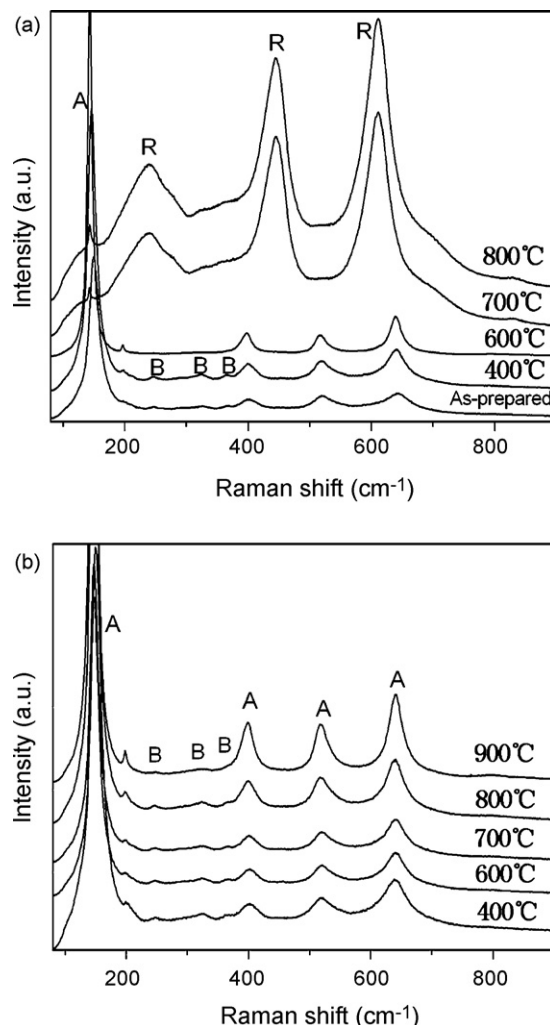 (a)
A
R
R
R
800℃
700℃
600℃
B B B
400℃
As-prepared
Intensity (a.u.)
200 400 600 800
Raman shift (cm-1)
(b)
A
B B B
A
A
A
900℃
800℃
700℃
600℃
400℃
Intensity (a.u.)
200 400 600 800
Raman shift (cm-1)